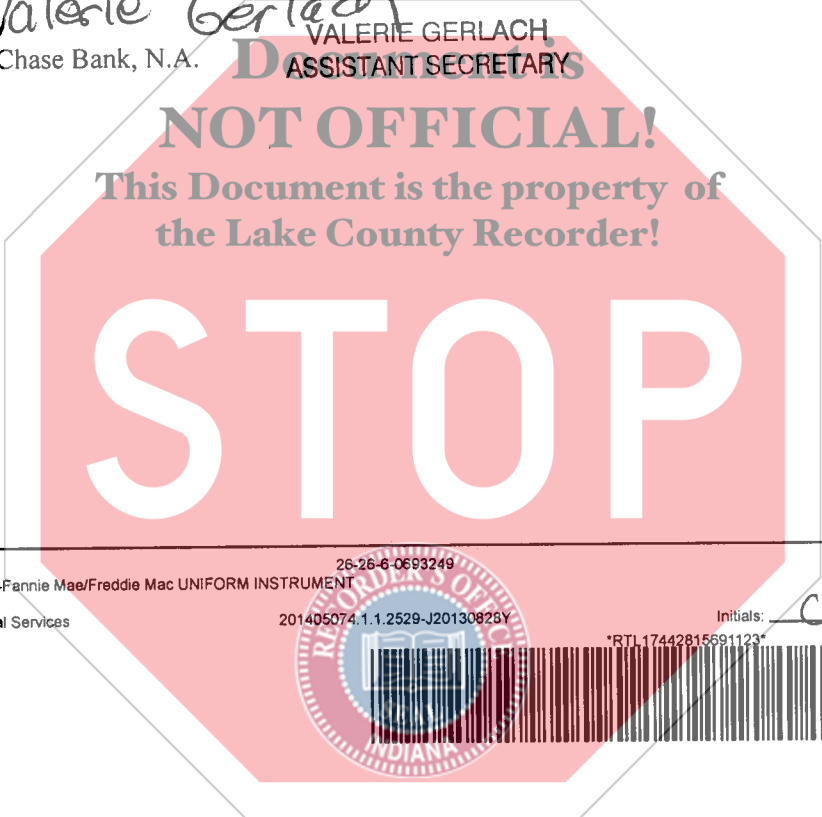 Valerie Gerlach
VALERIE GERLACH
Chase Bank, N.A.
ASSISTANT SECRETARY
Document is
NOT OFFICIAL!
This Document is the property of
the Lake County Recorder!
STOP
26-26-6-0693249
-Fannie Mae/Freddie Mac UNIFORM INSTRUMENT
al Services
201405074.1.1.2529-J20130828Y
Initials: C
*RTL17442815691123*
RECORDER'S OFFICE
SEAL
INDIANA